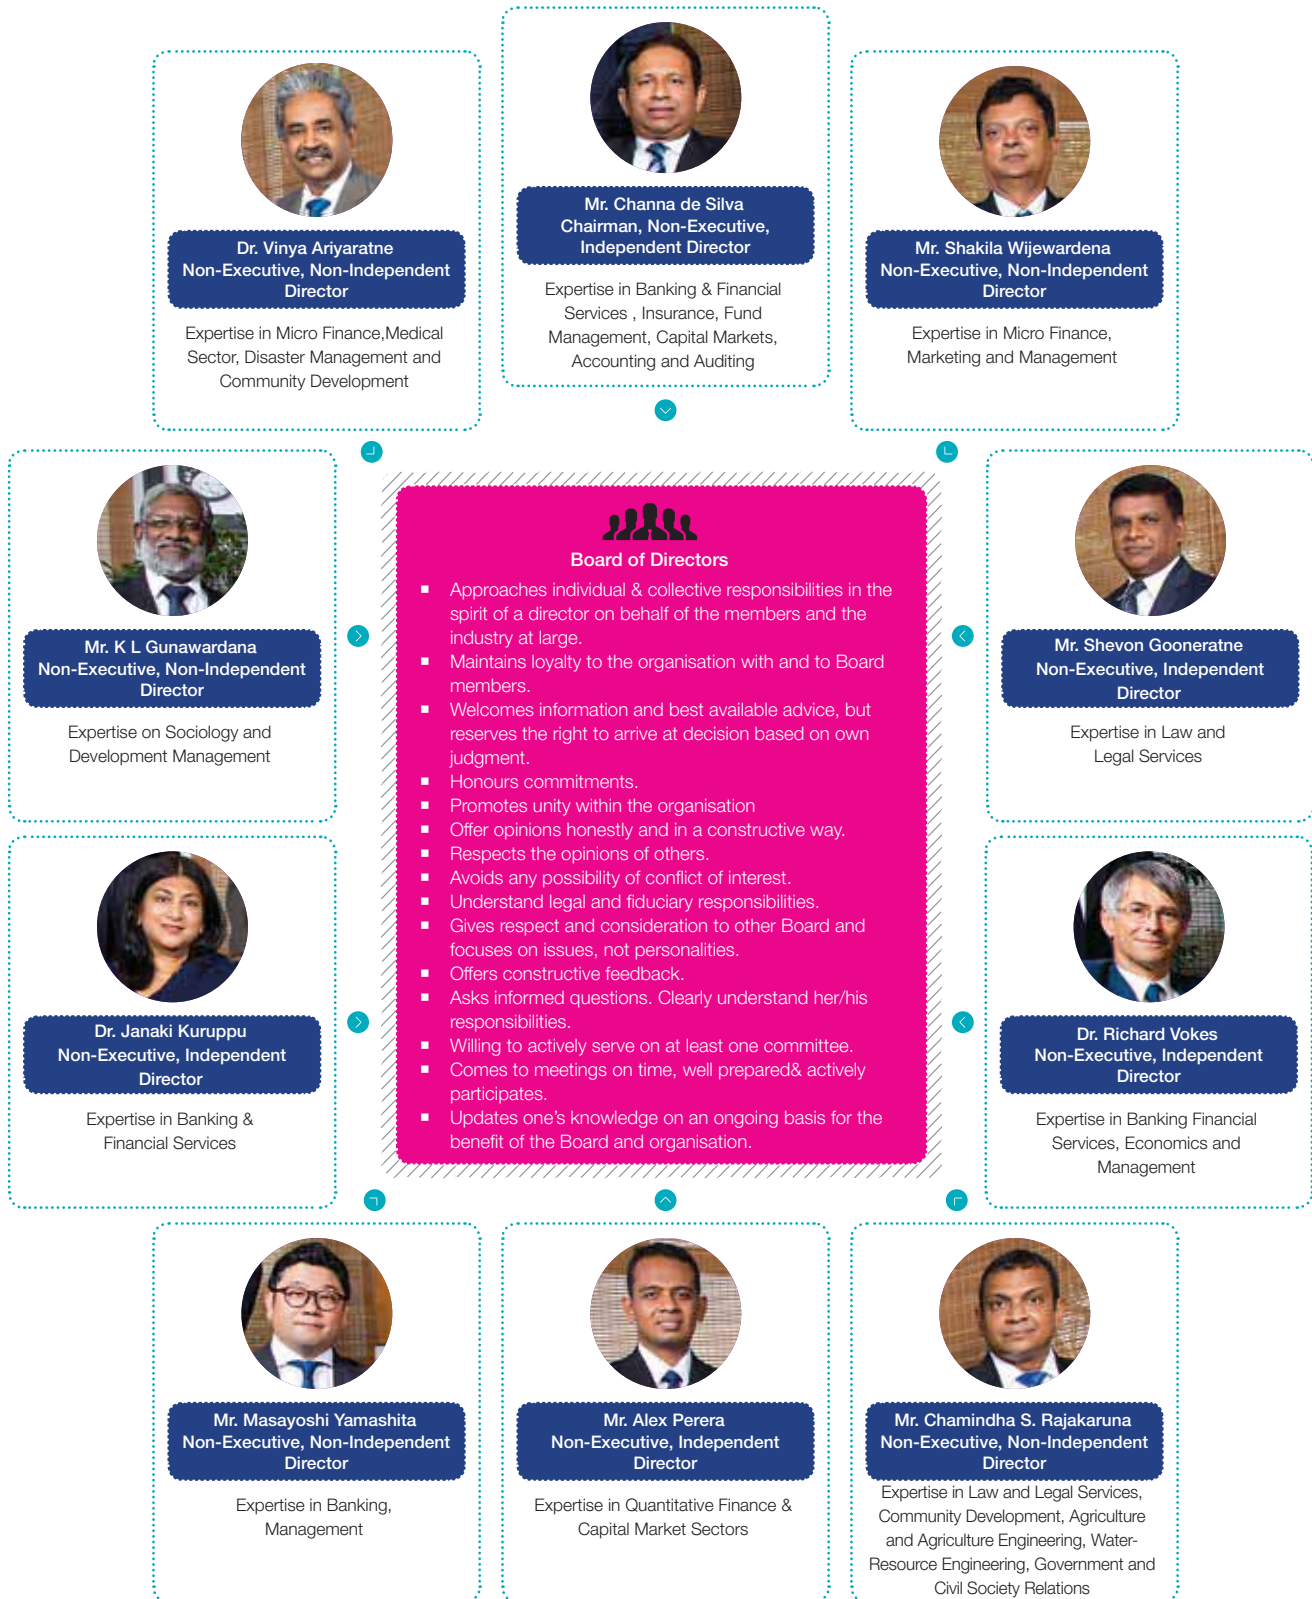 Mr. Channa de Silva
Chairman, Non-Executive,
Independent Director
Expertise in Banking & Financial
Services , Insurance, Fund
Management, Capital Markets,
Accounting and Auditing
Dr. Vinya Ariyaratne
Non-Executive, Non-Independent
Director
Expertise in Micro Finance,Medical
Sector, Disaster Management and
Community Development
Mr. Shakila Wijewardena
Non-Executive, Non-Independent
Director
Expertise in Micro Finance,
Marketing and Management
Mr. K L Gunawardana
Non-Executive, Non-Independent
Director
Expertise on Sociology and
Development Management
Board of Directors
■ Approaches individual & collective responsibilities in the
spirit of a director on behalf of the members and the
industry at large.
■ Maintains loyalty to the organisation with and to Board
members.
■ Welcomes information and best available advice, but
reserves the right to arrive at decision based on own
judgment.
■ Honours commitments.
■ Promotes unity within the organisation
■ Offer opinions honestly and in a constructive way.
■ Respects the opinions of others.
■ Avoids any possibility of conflict of interest.
■ Understand legal and fiduciary responsibilities.
■ Gives respect and consideration to other Board and
focuses on issues, not personalities.
■ Offers constructive feedback.
■ Asks informed questions. Clearly understand her/his
responsibilities.
■ Willing to actively serve on at least one committee.
■ Comes to meetings on time, well prepared& actively
participates.
■ Updates one's knowledge on an ongoing basis for the
benefit of the Board and organisation.
Mr. Shevon Gooneratne
Non-Executive, Independent
Director
Expertise in Law and
Legal Services
Dr. Janaki Kuruppu
Non-Executive, Independent
Director
Expertise in Banking &
Financial Services
Dr. Richard Vokes
Non-Executive, Independent
Director
Expertise in Banking Financial
Services, Economics and
Management
Mr. Masayoshi Yamashita
Non-Executive, Non-Independent
Director
Expertise in Banking,
Management
Mr. Alex Perera
Non-Executive, Independent
Director
Expertise in Quantitative Finance &
Capital Market Sectors
Mr. Chamindha S. Rajakaruna
Non-Executive, Non-Independent
Director
Expertise in Law and Legal Services,
Community Development, Agriculture
and Agriculture Engineering, Water-
Resource Engineering, Government and
Civil Society Relations